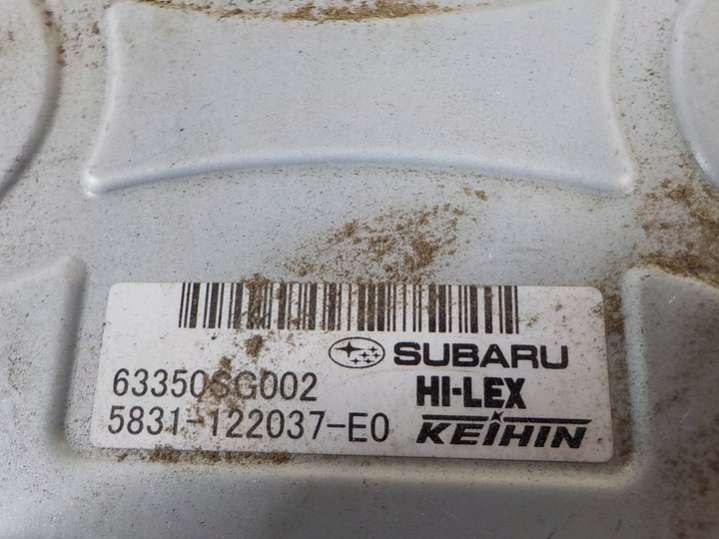 SUBARU
63350SG002 HI-LEX
5831-122037-E0 KEIHIN